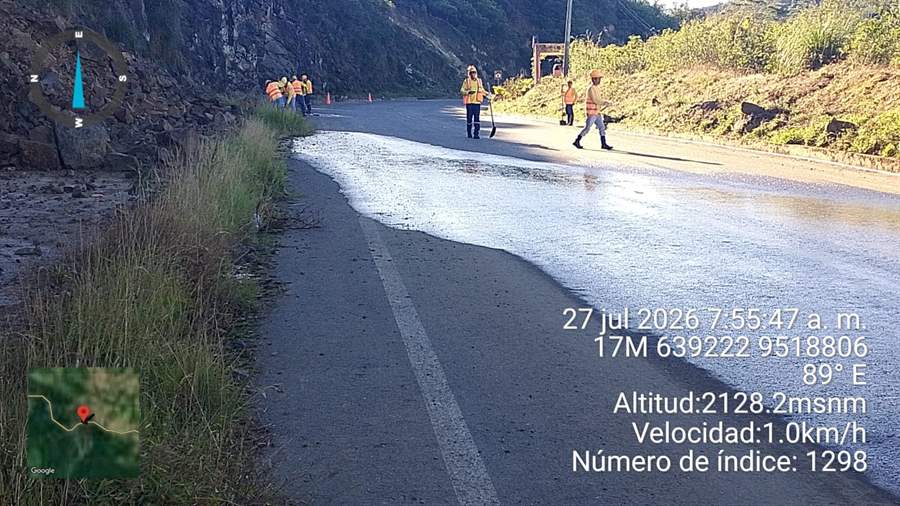 E
N
S
W
27 jul 2026 7:55:47 a. m.
17M 639222 9518806
89° E
Altitud:2128.2msnm
Velocidad:1.0km/h
Número de índice: 1298
Google